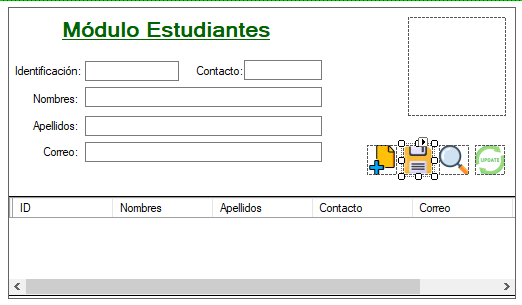 Módulo Estudiantes
Identificación: Contacto:
Nombres:
Apellidos:
Correo:
UPDATE
ID Nombres Apellidos Contacto Correo